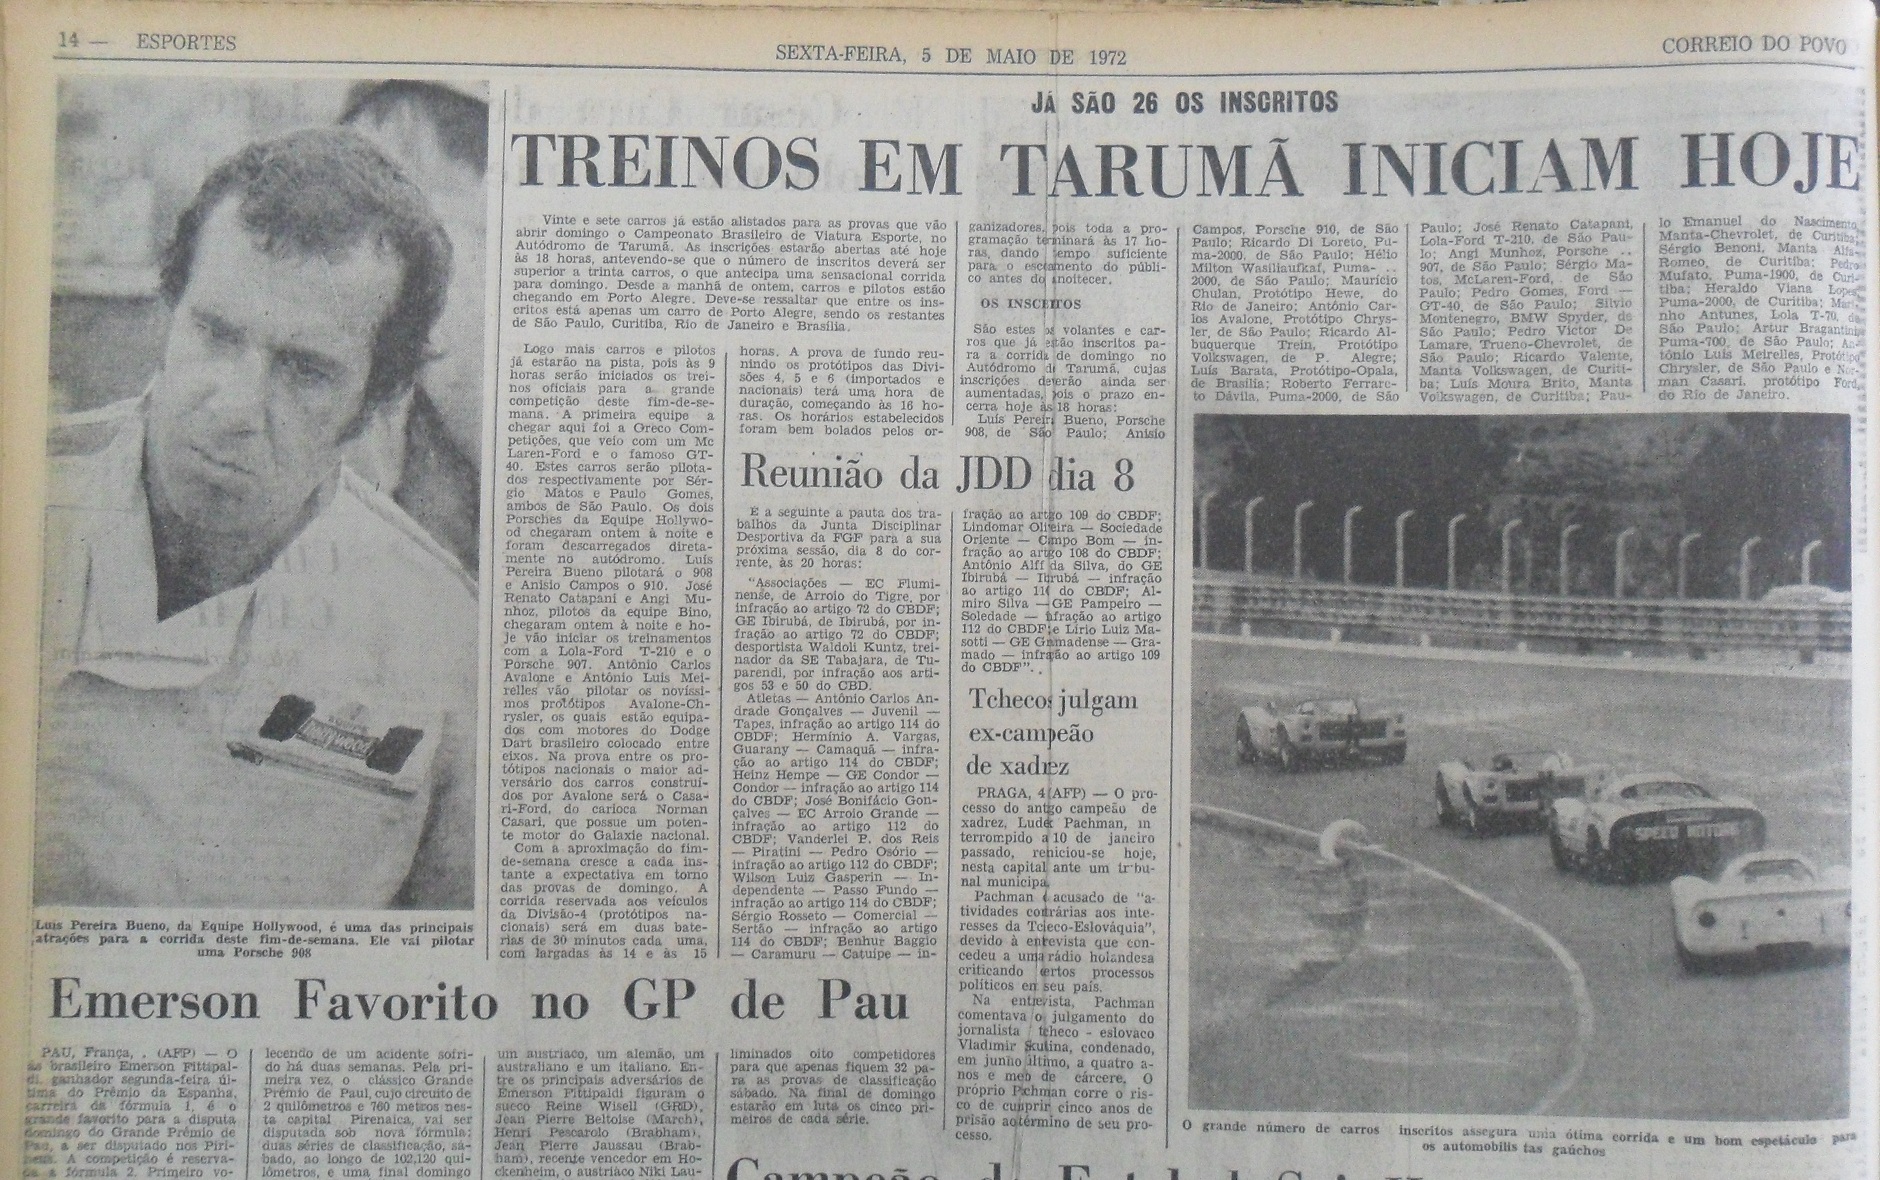 14 — ESPORTES
SEXTA-FEIRA, 5 DE MAIO DE 1972
CORREIO DO POVO
JÁ SÃO 26 OS INSCRITOS
TREINOS EM TARUMÃ INICIAM HOJE
Vinte e sete carros já estão alistados para as provas que vão
abrir domingo o Campeonato Brasileiro de Viatura Esporte, no
Autódromo de Tarumã. As inscrições estarão abertas até hoje
às 18 horas, antevendo-se que o número de inscritos deverá ser
superior a trinta carros, o que antecipa uma sensacional corrida
para domingo. Desde a manhã de ontem, carros e pilotos estão
chegando em Porto Alegre. Deve-se ressaltar que entre os ins-
critos está apenas um carro de Porto Alegre, sendo os restantes
de São Paulo, Curitiba, Rio de Janeiro e Brasília.
Logo mais carros e pilotos
já estarão na pista, pois às 9
horas serão iniciados os trei-
nos oficiais para a grande
competição deste fim-de-se-
mana. A primeira equipe a
chegar aqui foi a Greco Com-
petições, que veio com um Mc
Laren-Ford e o famoso GT-
40. Estes carros serão pilota-
dos respectivamente por Sér-
gio Matos e Paulo Gomes,
ambos de São Paulo. Os dois
Porsches da Equipe Hollywo-
od chegaram ontem à noite e
foram descarregados direta-
mente no autódromo. Luis
Pereira Bueno pilotará o 908
e Anisio Campos o 910. José
Renato Catapani e Angi Mu-
nhoz, pilotos da equipe Bino,
chegaram ontem à noite e ho-
je vão iniciar os treinamentos
com a Lola-Ford T-210 e o
Porsche 907. Antônio Carlos
Avalone e Antônio Luis Mei-
relles vão pilotar os novíssi-
mos protótipos Avalone-Ch-
rysler, os quais estão equipa-
dos com motores do Dodge
Dart brasileiro colocado entre
eixos. Na prova entre os pro-
tótipos nacionais o maior ad-
versário dos carros construi-
dos por Avalone será o Casa-
ri-Ford, do carioca Norman
Casari, que possue um poten-
te motor do Galaxie nacional.
Com a aproximação do fim-
de-semana cresce a cada ins-
tante a expectativa em torno
das provas de domingo. A
corrida reservada aos veículos
da Divisão-4 (protótipos na-
cionais) será em duas bate-
rias de 30 minutos cada uma,
com largadas às 14 e às 15
horas. A prova de fundo reu-
nindo os protótipos das Divi-
sões 4, 5 e 6 (importados e
nacionais) terá uma hora de
duração, começando às 16 ho-
ras. Os horários estabelecidos
foram bem bolados pelos or-
ganizadores, pois toda a pro-
gramação terminará às 17 ho-
ras, dando tempo suficiente
para o escoamento do públi-
co antes do anoitecer.
OS INSCRITOS
São estes os volantes e car-
ros que já estão inscritos pa-
ra a corrida de domingo no
Autódromo de Tarumã, cujas
inscrições deverão ainda ser
aumentadas, pois o prazo en-
cerra hoje às 18 horas:
Luís Pereira Bueno, Porsche
908, de São Paulo; Anisio
Campos, Porsche 910, de São
Paulo; Ricardo Di Loreto, Pu-
ma-2000, de São Paulo; Hélio
Milton Wasiliaufkaf, Puma- ..
2000, de São Paulo; Maurício
Chulan, Protótipo Hewe, do
Rio de Janeiro; Antônio Car-
los Avalone, Protótipo Chrys-
ler, de São Paulo; Ricardo Al-
buquerque Trein, Protótipo
Volkswagen, de P. Alegre;
Luís Barata, Protótipo-Opala,
de Brasilia; Roberto Ferrare-
to Dávila, Puma-2000, de São
Paulo; José Renato Catapani,
Lola-Ford T-210, de São Pau-
lo; Angi Munhoz, Porsche ..
907, de São Paulo; Sérgio Ma-
tos, McLaren-Ford, de São
Paulo; Pedro Gomes, Ford —
GT-40, de São Paulo; Silvio
Montenegro, BMW Spyder, de
São Paulo; Pedro Victor De
Lamare, Trueno-Chevrolet, de
São Paulo; Ricardo Valente,
Manta Volkswagen, de Curiti-
ba; Luís Moura Brito, Manta
Volkswagen, de Curitiba; Pau-
lo Emanuel do Nascimento,
Manta-Chevrolet, de Curitiba;
Sérgio Benoni, Manta Alfa-
Romeo, de Curitiba; Pedro
Mufato, Puma-1900, de Curi-
tiba; Heraldo Viana Lopes,
Puma-2000, de Curitiba; Mari-
nho Antunes, Lola T-70, de
São Paulo; Artur Bragantini,
Puma-700, de São Paulo; An-
tônio Luis Meirelles, Protótipo
Chrysler, de São Paulo e Nor-
man Casari, protótipo Ford,
do Rio de Janeiro.
hollywood
Luis Pereira Bueno, da Equipe Hollywood, é uma das principais
atrações para a corrida deste fim-de-semana. Ele vai pilotar
uma Porsche 908
Reunião da JDD dia 8
É a seguinte a pauta dos tra-
balhos da Junta Disciplinar
Desportiva da FGF para a sua
próxima sessão, dia 8 do cor-
rente, às 20 horas:
"Associações — EC Flumi-
nense, de Arroio do Tigre, por
infração ao artigo 72 do CBDF;
GE Ibirubá, de Ibirubá, por in-
fração ao artigo 72 do CBDF;
desportista Waldoli Kuntz, trei-
nador da SE Tabajara, de Tu-
parendi, por infração aos arti-
gos 53 e 50 do CBD.
Atletas — Antônio Carlos An-
drade Gonçalves — Juvenil —
Tapes, infração ao artigo 114 do
CBDF; Hermínio A. Vargas,
Guarany — Camaquã — infra-
ção ao artigo 114 do CBDF;
Heinz Hempe — GE Condor —
Condor — infração ao artigo 114
do CBDF; José Bonifácio Gon-
çalves — EC Arroio Grande —
infração ao artigo 112 do
CBDF; Vanderlei P. dos Reis
— Piratini — Pedro Osório —
infração ao artigo 112 do CBDF;
Wilson Luiz Gasperin — In-
dependente — Passo Fundo —
infração ao artigo 114 do CBDF;
Sérgio Rosseto — Comercial —
Sertão — infração ao artigo
114 do CBDF; Benhur Baggio
— Caramuru — Catuipe — in-
fração ao artigo 109 do CBDF;
Lindomar Oliveira — Sociedade
Oriente — Campo Bom — in-
fração ao artigo 108 do CBDF;
Antônio Alff da Silva, do GE
Ibirubá — Ibirubá — infração
ao artigo do CBDF; Al-
miro Silva — GE Pampeiro —
Soledade — infração ao artigo
112 do CBDF e Lirio Luiz Ma-
sotti — GE Gramadense — Gra-
mado — infração ao artigo 109
do CBDF".
Tchecos julgam
ex-campeão
de xadrez
PRAGA, 4 (AFP) — O pro-
cesso do antigo campeão de
xadrez, Ludek Pachman, in
terrompido a 10 de janeiro
passado, reiniciou-se hoje,
nesta capital ante um tribu-
nal municipal.
Pachman é acusado de "a-
tividades contrárias aos inte-
resses da Tcheco-Eslováquia",
devido à entrevista que con-
cedeu a uma rádio holandesa
criticando certos processos
políticos em seu país.
Na entrevista, Pachman
comentava o julgamento do
jornalista tcheco - eslovaco
Vladimir Skutina, condenado,
em junho último, a quatro a-
nos e meio de cárcere. O
próprio Pachman corre o ris-
co de cumprir cinco anos de
prisão ao término de seu pro-
cesso.
SPEED MOTORS
O grande número de carros inscritos assegura uma ótima corrida e um bom espetáculo para
os automobilistas gaúchos
Emerson Favorito no GP de Pau
PAU, França, . (AFP) — O
ás brasileiro Emerson Fittipal-
di, ganhador segunda-feira úl-
tima do Prêmio da Espanha,
carreira da fórmula 1, é o
grande favorito para a disputa
domingo do Grande Prêmio de
Pau, a ser disputado nos Piri-
neus. A competição é reserva-
da a fórmula 2. Primeiro vo-
lecendo de um acidente sofri-
do há duas semanas. Pela pri-
meira vez, o clássico Grande
Prêmio de Paul, cujo circuito de
2 quilômetros e 760 metros nes-
ta capital Pirenaica, vai ser
disputada sob nova fórmula:
duas séries de classificação, sá-
bado, ao longo de 102,120 qui-
lômetros, e uma final domingo
um austríaco, um alemão, um
australiano e um italiano. En-
tre os principais adversários de
Emerson Fittipaldi figuram o
sueco Reine Wisell (GRD),
Jean Pierre Beltoise (March),
Henri Pescarolo (Brabham),
Jean Pierre Jaussau (Brab-
ham), recente vencedor em Ho-
ckenheim, o austríaco Niki Lau-
liminados oito competidores
para que apenas fiquem 32 pa-
ra as provas de classificação
sábado. Na final de domingo
estarão em luta os cinco pri-
meiros de cada série.